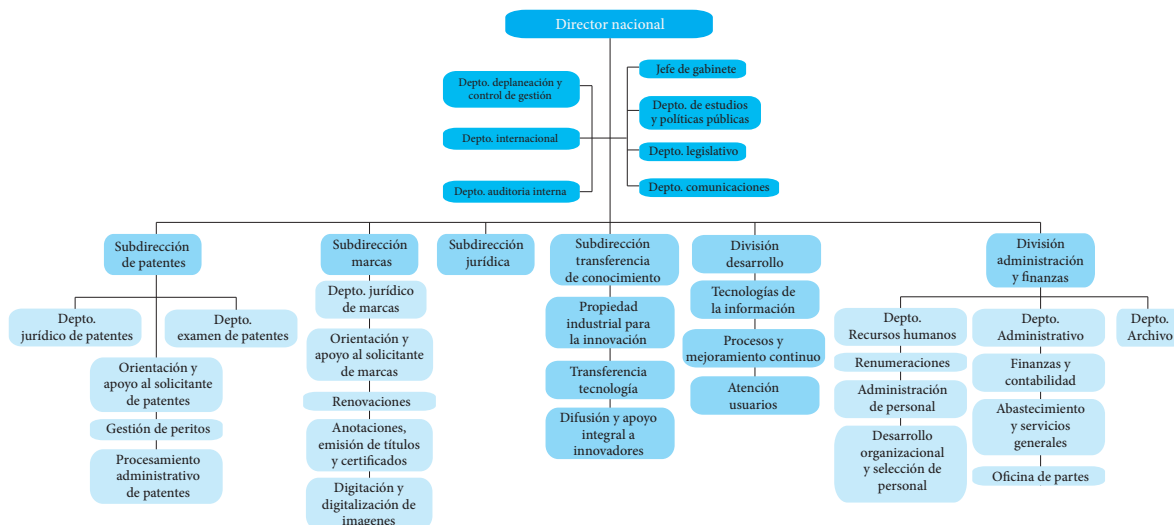 Director nacional
Depto. deplaneación y
control de gestión
Depto. internacional
Depto. auditoria interna
Jefe de gabinete
Depto. de estudios
y políticas públicas
Depto. legislativo
Depto. comunicaciones
Subdirección
de patentes
Depto.
jurídico de patentes
Depto.
examen de patentes
Orientación y
apoyo al solicitante
de patentes
Gestión de peritos
Procesamiento
administrativo
de patentes
Subdirección
marcas
Depto. jurídico
de marcas
Orientación y
apoyo al solicitante
de marcas
Renovaciones
Anotaciones,
emisión de títulos
y certificados
Digitación y
digitalización de
imagenes
Subdirección
jurídica
Subdirección
transferencia
de conocimiento
Propiedad
industrial para
la innovación
Transferencia
tecnología
Difusión y apoyo
integral a
innovadores
División
desarrollo
Tecnologías de
la información
Procesos y
mejoramiento continuo
Atención
usuarios
División
administración
y finanzas
Depto.
Recursos humanos
Renumeraciones
Administración
de personal
Desarrollo
organizacional
y selección de
personal
Depto.
Administrativo
Finanzas y
contabilidad
Abastecimiento
y servicios
generales
Oficina de partes
Depto.
Archivo